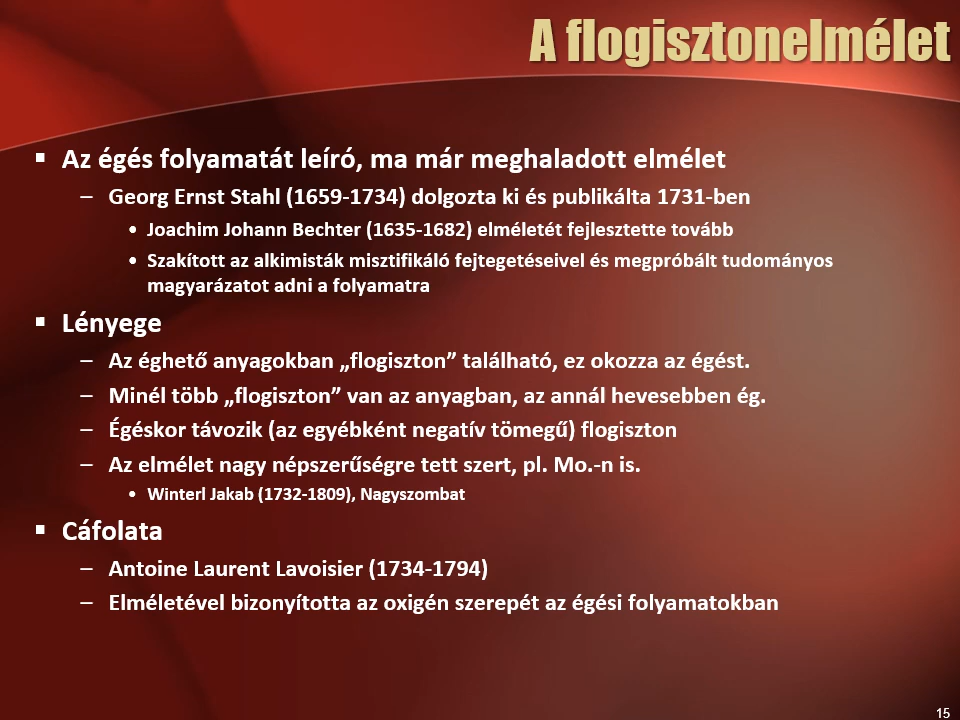 A flogisztonelmélet
▪ Az égés folyamatát leíró, ma már meghaladott elmélet
– Georg Ernst Stahl (1659-1734) dolgozta ki és publikálta 1731-ben
• Joachim Johann Bechter (1635-1682) elméletét fejlesztette tovább
• Szakított az alkimisták misztifikáló fejtegetéseivel és megpróbált tudományos
magyarázatot adni a folyamatra
▪ Lényege
– Az éghető anyagokban „flogiszton” található, ez okozza az égést.
– Minél több „flogiszton” van az anyagban, az annál hevesebben ég.
– Égéskor távozik (az egyébként negatív tömegű) flogiszton
– Az elmélet nagy népszerűségre tett szert, pl. Mo.-n is.
• Winterl Jakab (1732-1809), Nagyszombat
▪ Cáfolata
– Antoine Laurent Lavoisier (1734-1794)
– Elméletével bizonyította az oxigén szerepét az égési folyamatokban
15